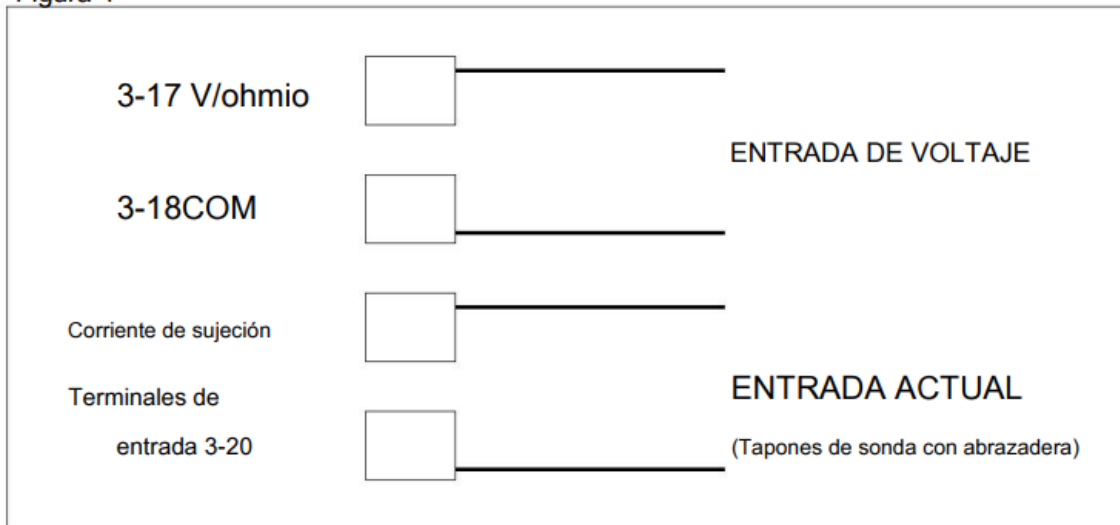 3-17 V/ohmio
ENTRADA DE VOLTAJE
3-18COM
Corriente de sujeción
Terminales de
entrada 3-20
ENTRADA ACTUAL
(Tapones de sonda con abrazadera)